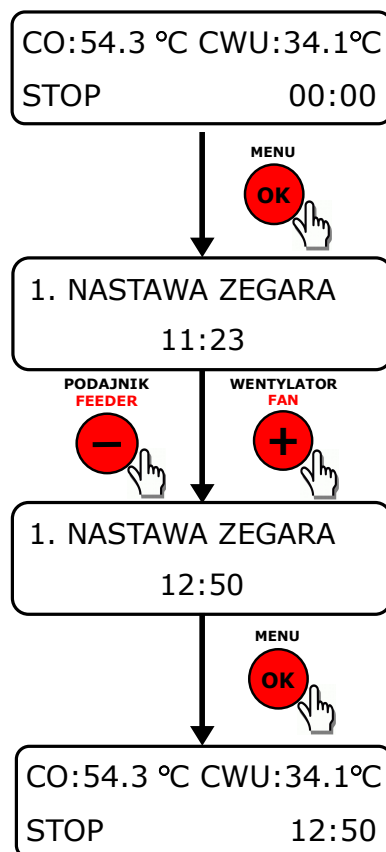 CO:54.3 °C CWU:34.1°C
STOP 00:00
MENU
OK
1. NASTAWA ZEGARA
11:23
PODAJNIK WENTYLATOR
FEEDER FAN
− +
1. NASTAWA ZEGARA
12:50
MENU
OK
CO:54.3 °C CWU:34.1°C
STOP 12:50